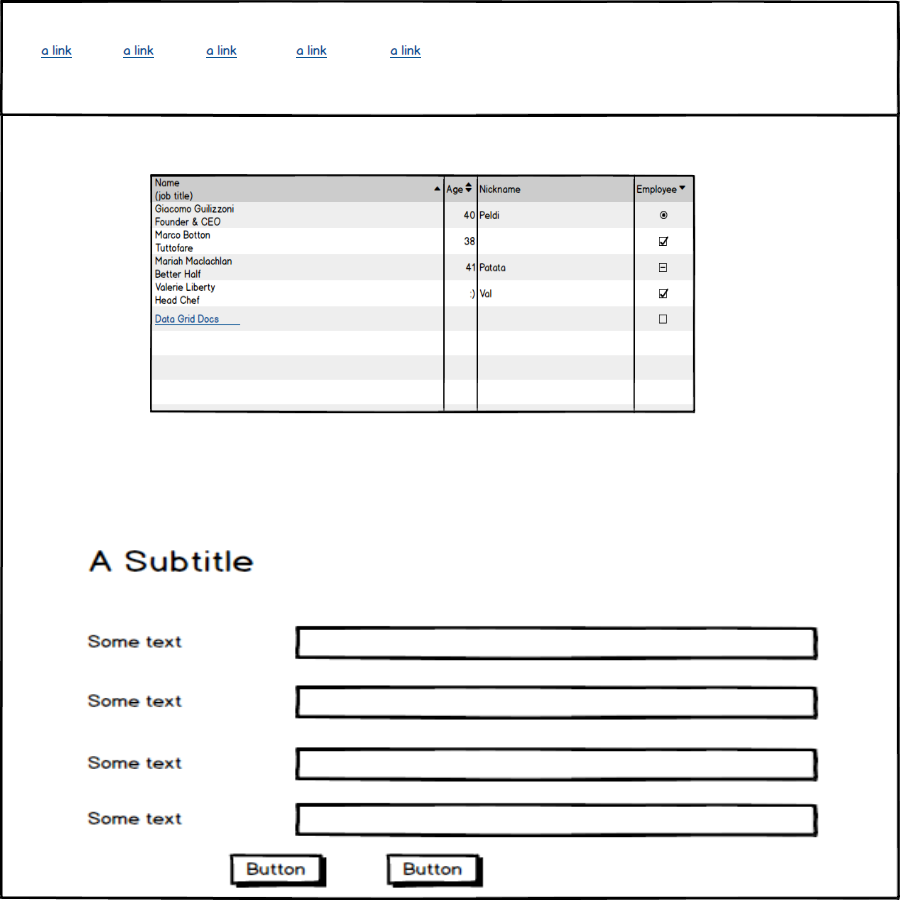 a link a link a link a link a link
Name
(job title)
Age
Nickname
Employee
Giacomo Guilizzoni
Founder & CEO
40
Peldi
Marco Botton
Tuttofare
38
Mariah Maclachlan
Better Half
41
Patata
Valerie Liberty
Head Chef
:)
Val
Data Grid Docs
A Subtitle
Some text
Some text
Some text
Some text
Button Button